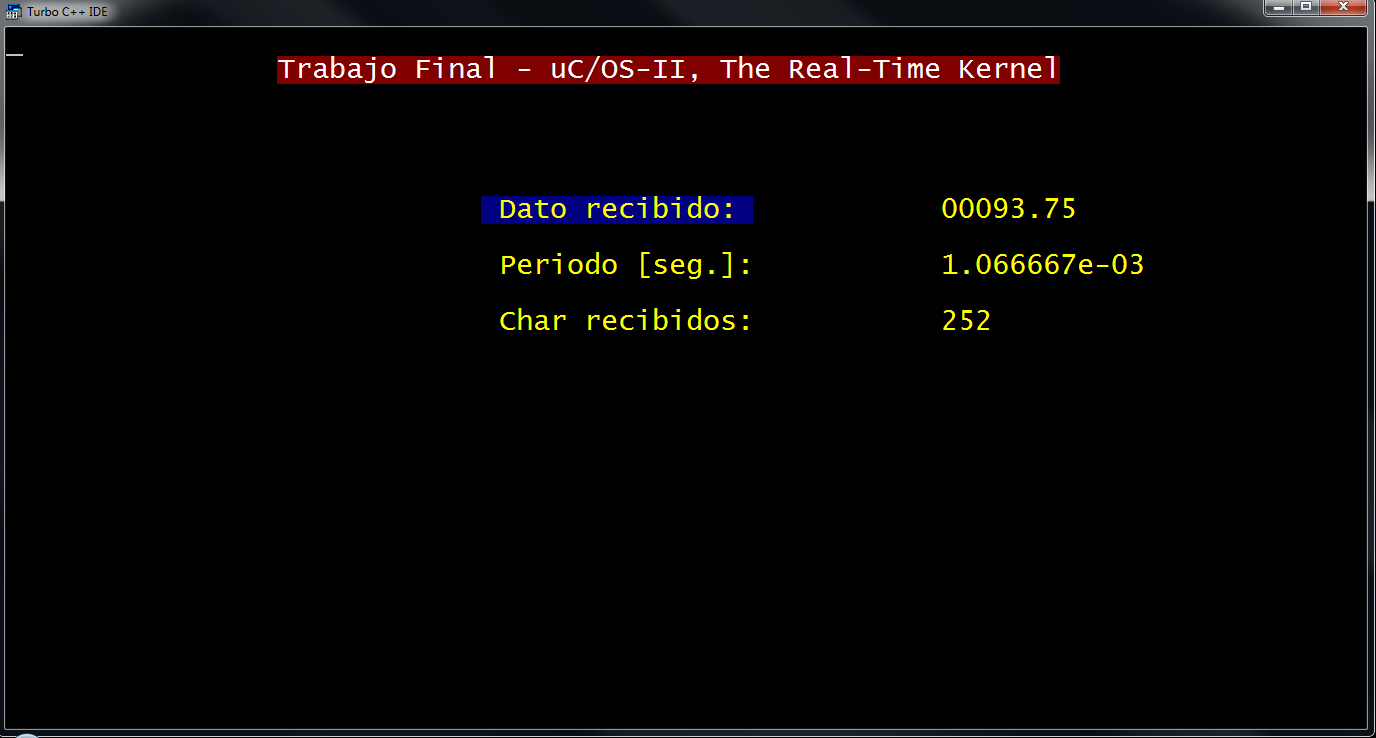 Turbo C++ IDE
Trabajo Final - uC/OS-II, The Real-Time Kernel
Dato recibido: 00093.75
Periodo [seg.]: 1.066667e-03
Char recibidos: 252